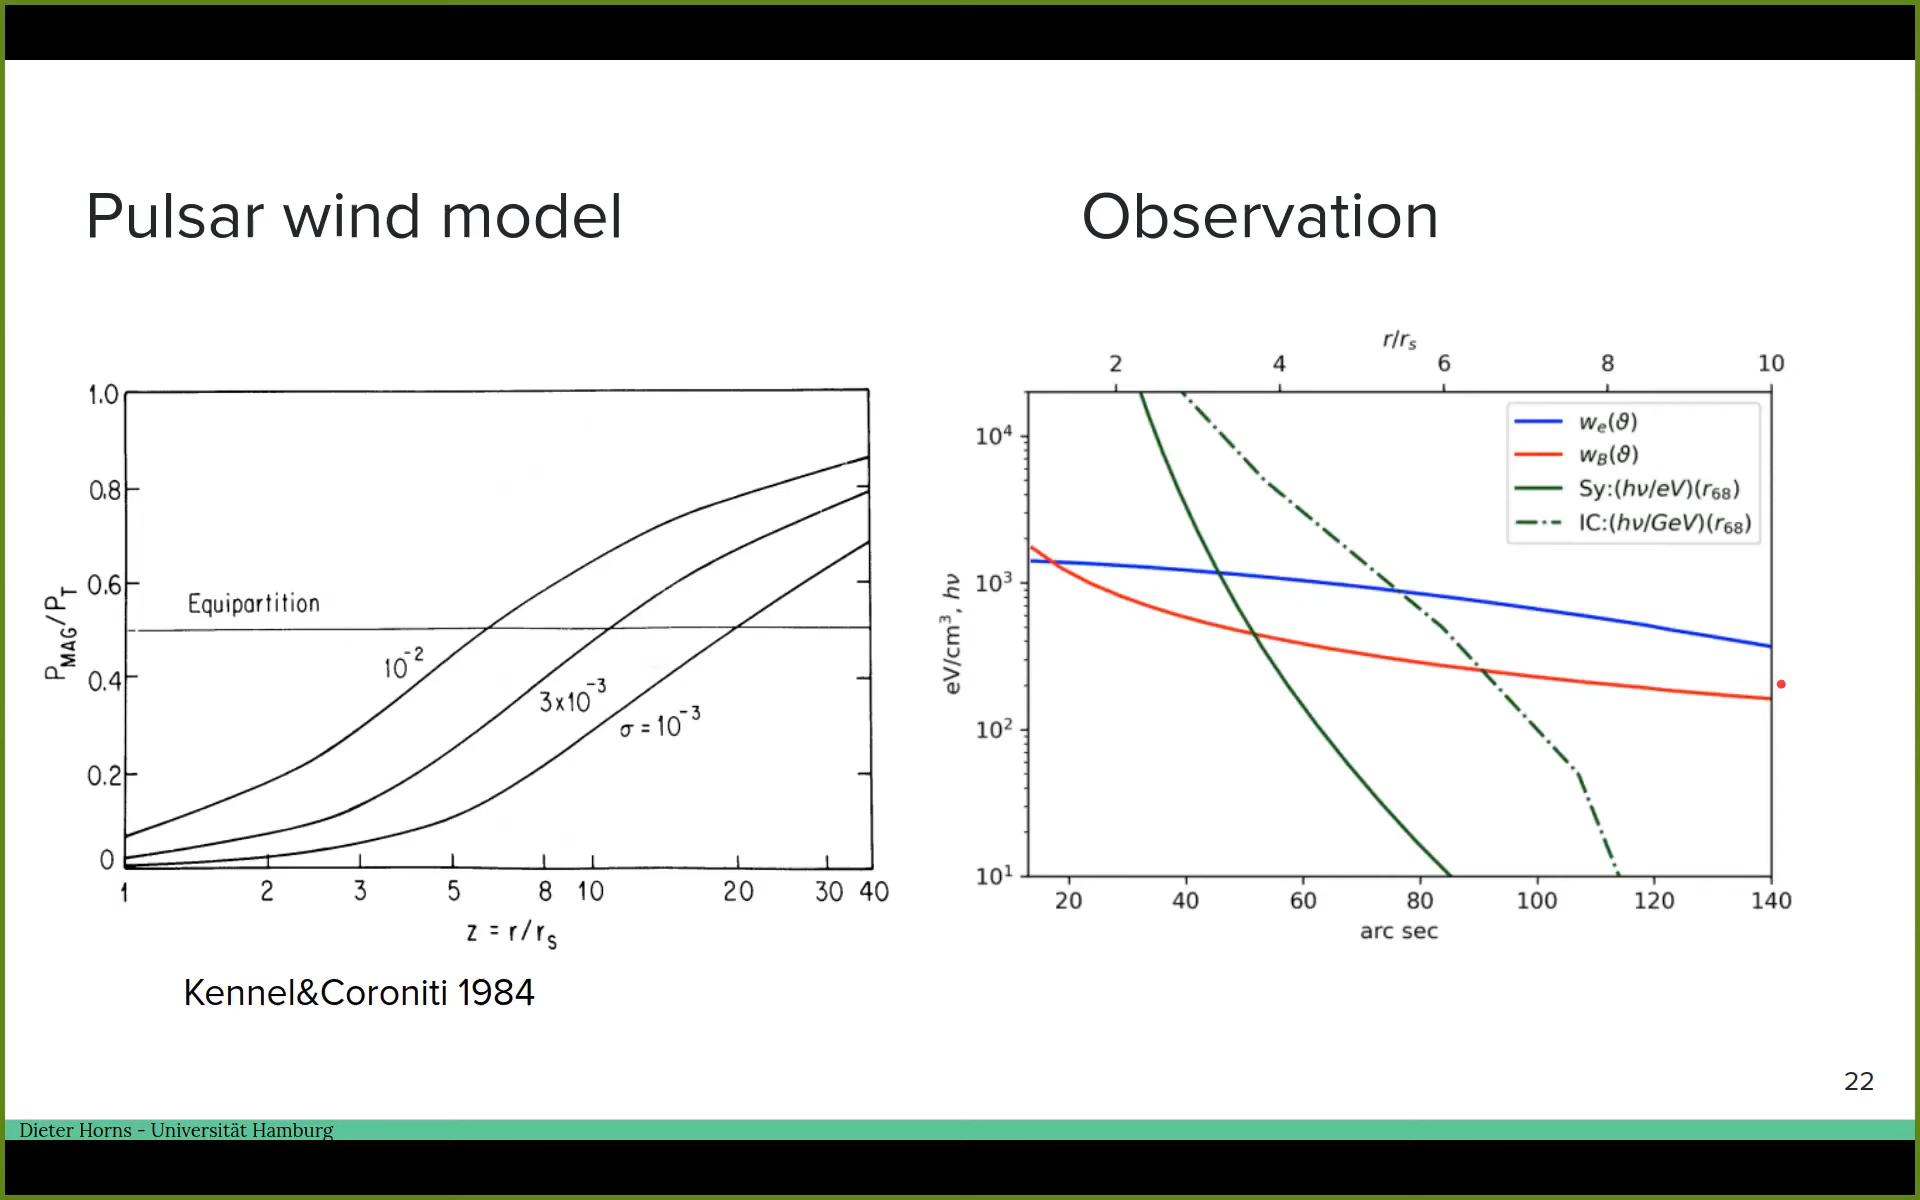 Pulsar wind model
Observation
1.0
0.8
0.6
0.4
0.2
0
P_MAG/P_T
Equipartition
10^-2
3x10^-3
σ = 10^-3
1 2 3 5 8 10 20 30 40
z = r/r_s
Kennel&Coroniti 1984
r/r_s
2 4 6 8 10
w_e(ϑ)
w_B(ϑ)
Sy:(hν/eV)(r_68)
IC:(hν/GeV)(r_68)
10^4
10^3
10^2
10^1
eV/cm^3, hν
20 40 60 80 100 120 140
arc sec
22
Dieter Horns - Universität Hamburg